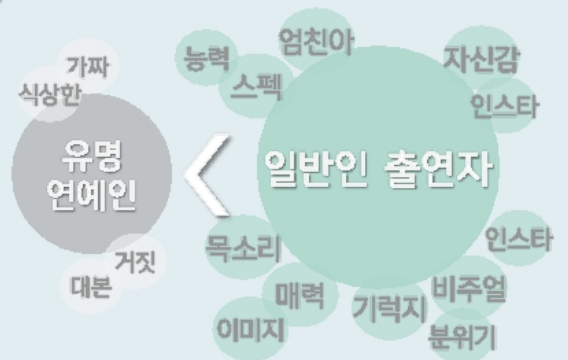 가짜
식상한
유명
연예인
거짓
대본
<
엄친아
능력
스펙
자신감
인스타
일반인 출연자
목소리
매력
이미지
기럭지
비주얼
분위기
인스타